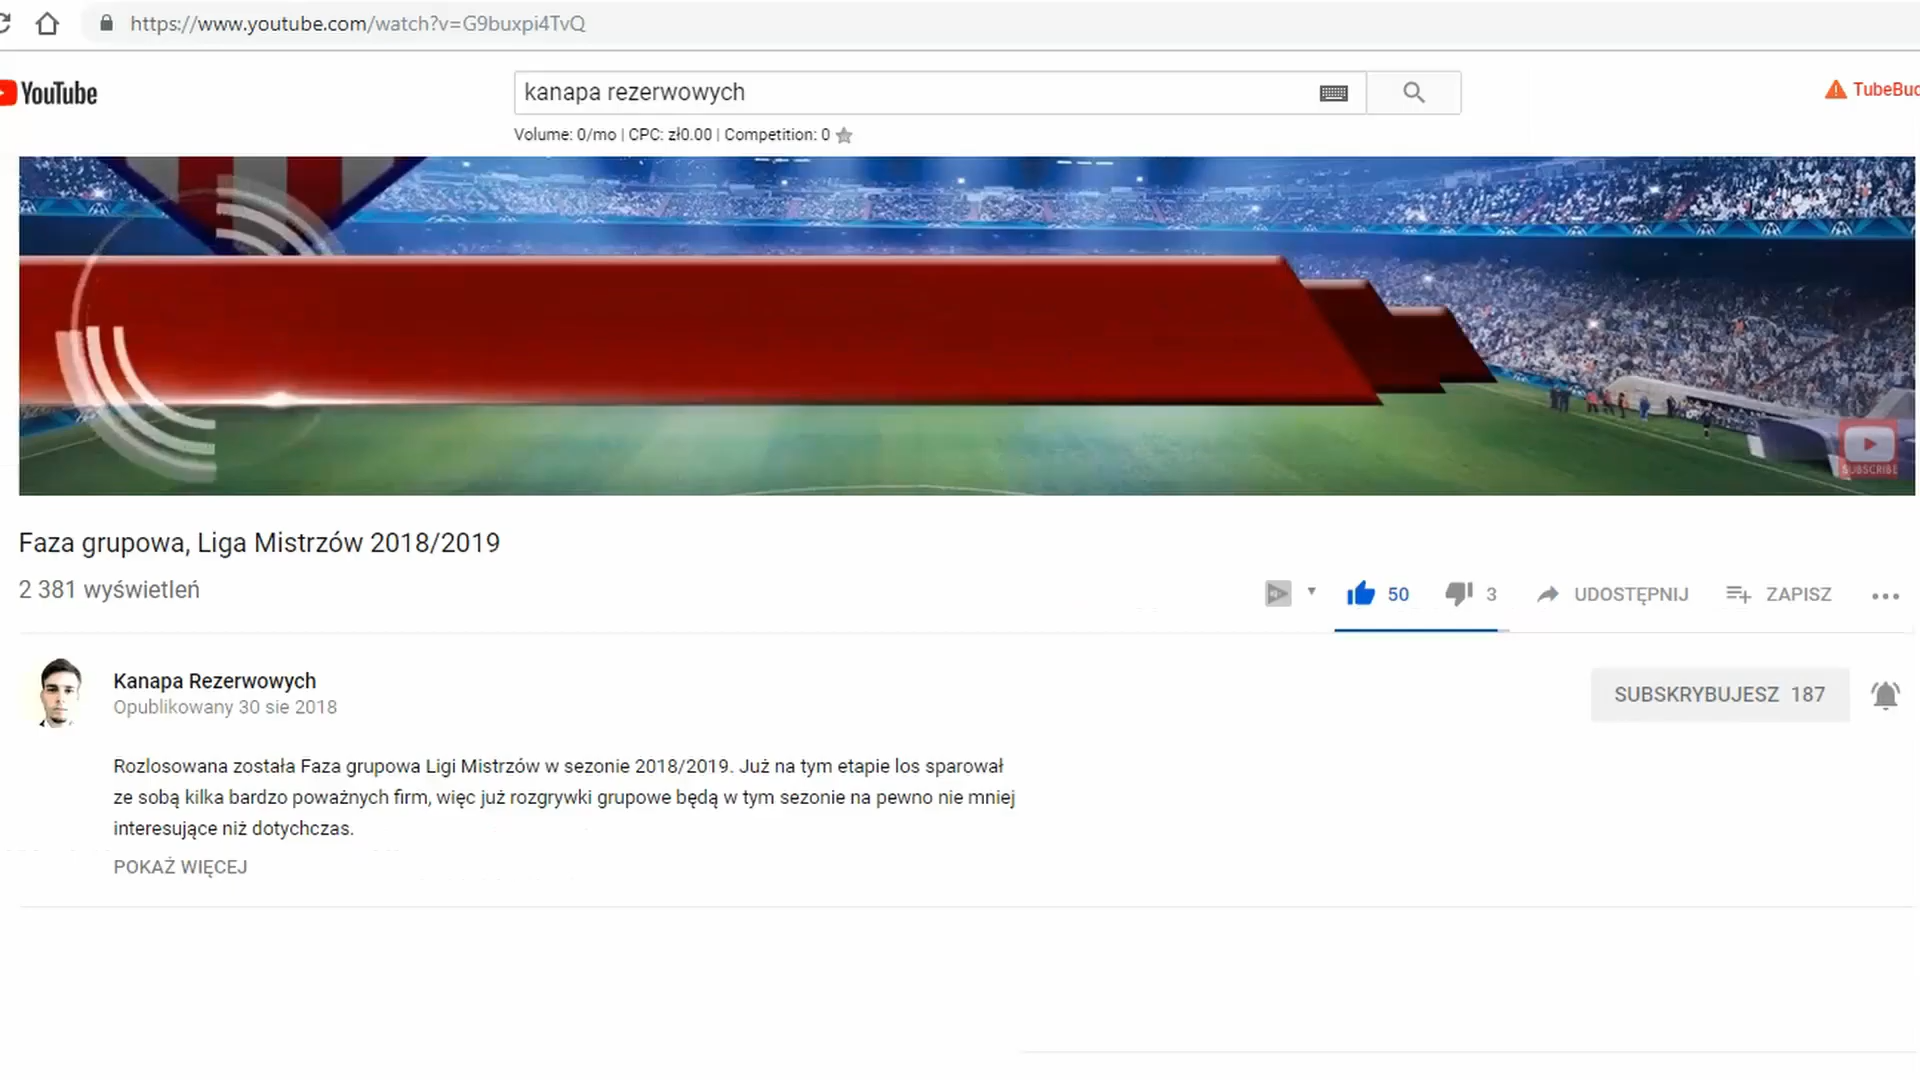 https://www.youtube.com/watch?v=G9buxpi4TvQ
YouTube
kanapa rezerwowych
TubeBud
Volume: 0/mo | CPC: zł0.00 | Competition: 0
SUBSCRIBE
Faza grupowa, Liga Mistrzów 2018/2019
2 381 wyświetleń
50 3 UDOSTĘPNIJ ZAPISZ
Kanapa Rezerwowych
Opublikowany 30 sie 2018
SUBSKRYBUJESZ 187
Rozlosowana została Faza grupowa Ligi Mistrzów w sezonie 2018/2019. Już na tym etapie los sparował
ze sobą kilka bardzo poważnych firm, więc już rozgrywki grupowe będą w tym sezonie na pewno nie mniej
interesujące niż dotychczas.
POKAŻ WIĘCEJ